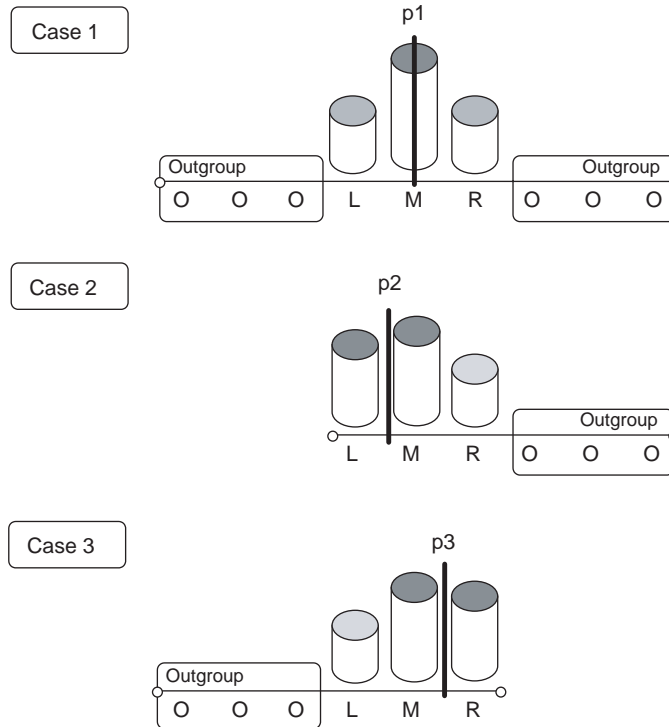 p1
Case 1
Outgroup Outgroup
O O O L M R O O O
Case 2
p2
Outgroup
L M R O O O
Case 3
p3
Outgroup
O O O L M R